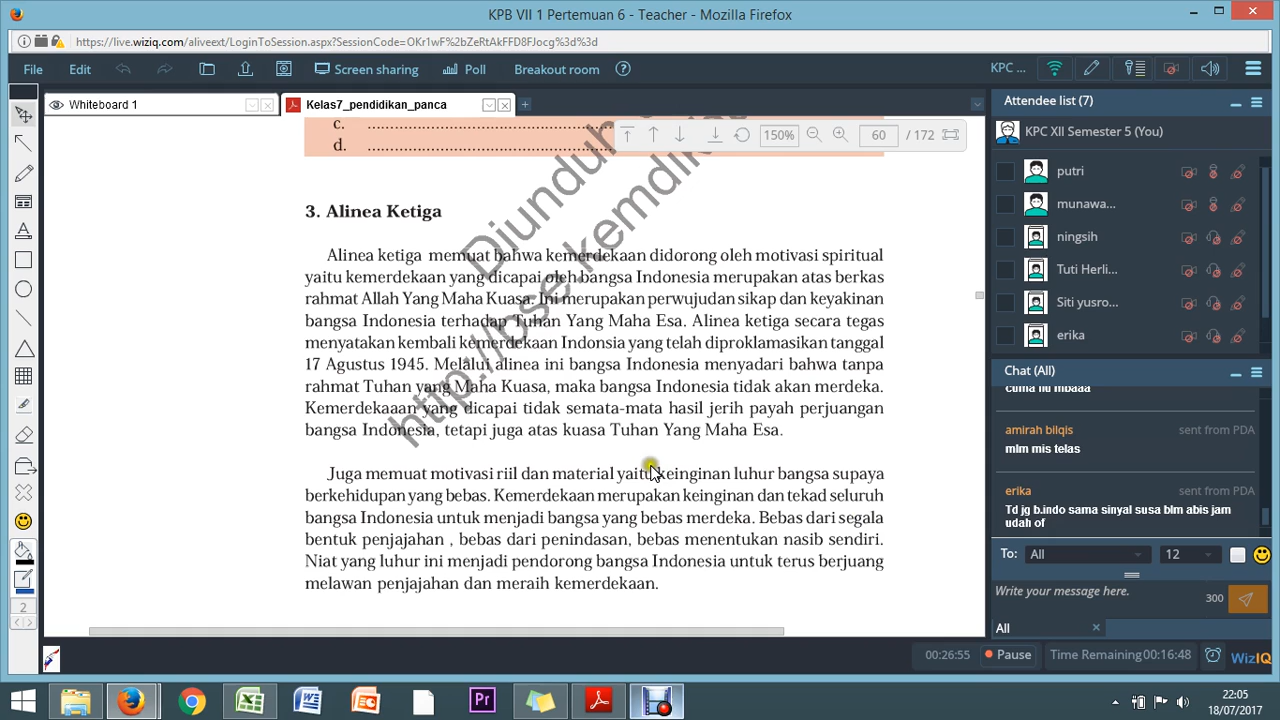 KPB VII 1 Pertemuan 6 - Teacher - Mozilla Firefox
https://live.wiziq.com/aliveext/LoginToSession.aspx?SessionCode=OKr1wF%2bZeRtAkFFD8FJocg%3d%3d
File Edit Screen sharing Poll Breakout room KPC ...
Whiteboard 1
Kelas7_pendidikan_panca
150% 60 / 172
c. ..........................................................
d. ..........................................................
Diunduh
http://bse.kemdik
3. Alinea Ketiga
Alinea ketiga memuat bahwa kemerdekaan didorong oleh motivasi spiritual
yaitu kemerdekaan yang dicapai oleh bangsa Indonesia merupakan atas berkas
rahmat Allah Yang Maha Kuasa. Ini merupakan perwujudan sikap dan keyakinan
bangsa Indonesia terhadap Tuhan Yang Maha Esa. Alinea ketiga secara tegas
menyatakan kembali kemerdekaan Indonsia yang telah diproklamasikan tanggal
17 Agustus 1945. Melalui alinea ini bangsa Indonesia menyadari bahwa tanpa
rahmat Tuhan yang Maha Kuasa, maka bangsa Indonesia tidak akan merdeka.
Kemerdekaaan yang dicapai tidak semata-mata hasil jerih payah perjuangan
bangsa Indonesia, tetapi juga atas kuasa Tuhan Yang Maha Esa.
Juga memuat motivasi riil dan material yaitu keinginan luhur bangsa supaya
berkehidupan yang bebas. Kemerdekaan merupakan keinginan dan tekad seluruh
bangsa Indonesia untuk menjadi bangsa yang bebas merdeka. Bebas dari segala
bentuk penjajahan , bebas dari penindasan, bebas menentukan nasib sendiri.
Niat yang luhur ini menjadi pendorong bangsa Indonesia untuk terus berjuang
melawan penjajahan dan meraih kemerdekaan.
2
Attendee list (7)
KPC XII Semester 5 (You)
putri
munawa...
ningsih
Tuti Herli...
Siti yusro...
erika
Chat (All)
amirah bilqis sent from PDA
mlm mis telas
erika sent from PDA
Td jg b.indo sama sinyal susa blm abis jam
udah of
To: All 12
Write your message here.
300
All
00:26:55 Pause Time Remaining:00:16:48 WizIQ
Pr
22:05
18/07/2017